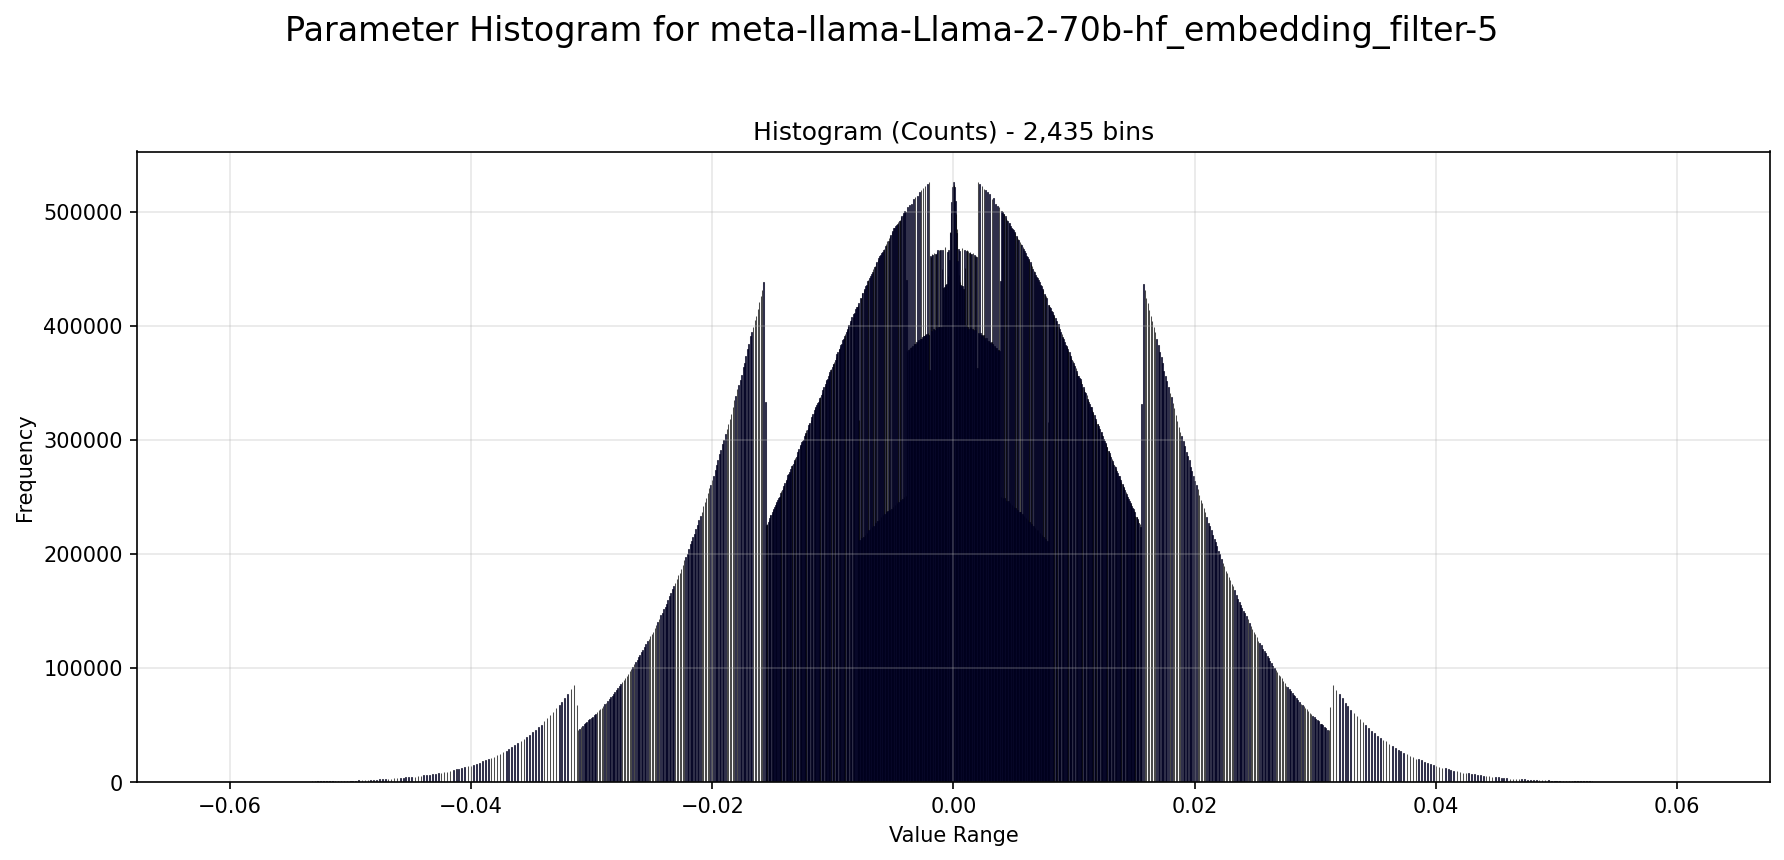 Parameter Histogram for meta-llama-Llama-2-70b-hf_embedding_filter-5
Histogram (Counts) - 2,435 bins
Frequency
500000
400000
300000
200000
100000
0
−0.06 −0.04 −0.02 0.00 0.02 0.04 0.06
Value Range